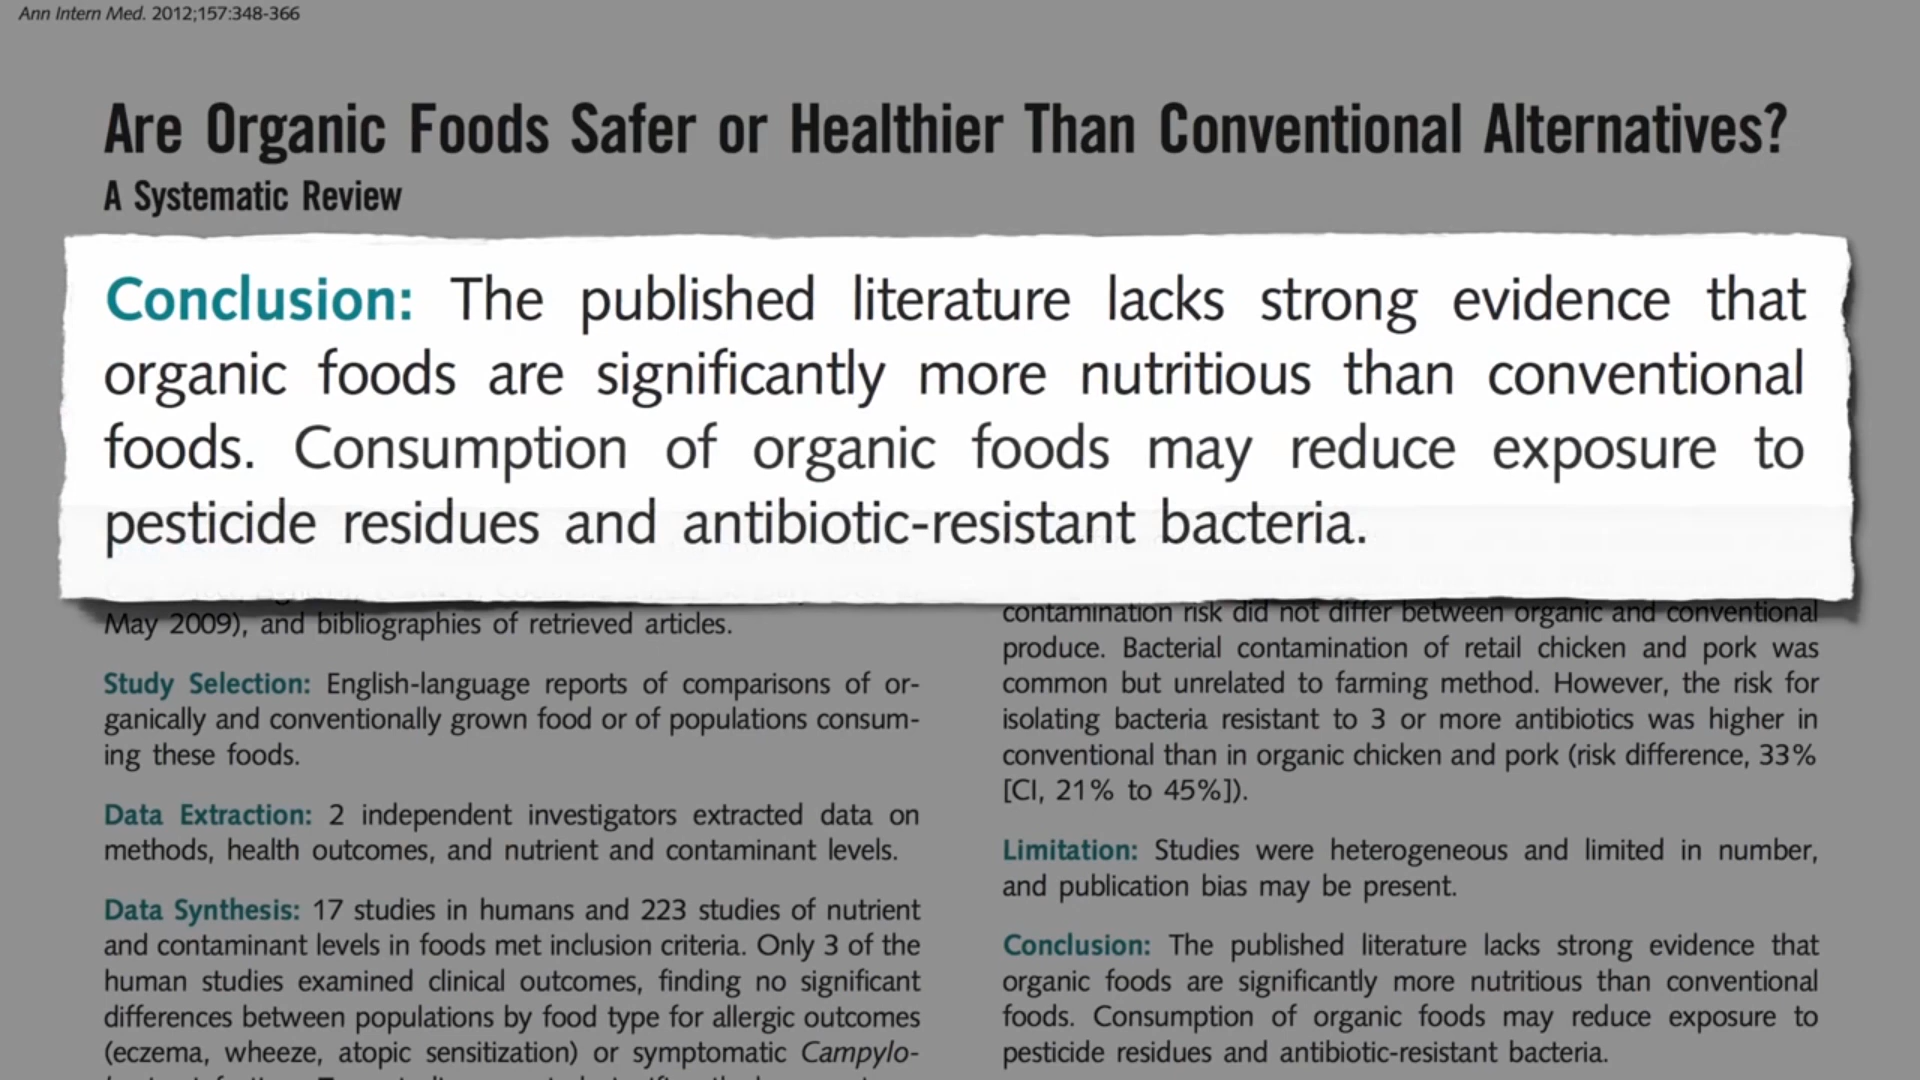 Ann Intern Med. 2012;157:348-366
Are Organic Foods Safer or Healthier Than Conventional Alternatives?
A Systematic Review
Conclusion: The published literature lacks strong evidence that
organic foods are significantly more nutritious than conventional
foods. Consumption of organic foods may reduce exposure to
pesticide residues and antibiotic-resistant bacteria.
May 2009), and bibliographies of retrieved articles.
Study Selection: English-language reports of comparisons of or-
ganically and conventionally grown food or of populations consum-
ing these foods.
Data Extraction: 2 independent investigators extracted data on
methods, health outcomes, and nutrient and contaminant levels.
Data Synthesis: 17 studies in humans and 223 studies of nutrient
and contaminant levels in foods met inclusion criteria. Only 3 of the
human studies examined clinical outcomes, finding no significant
differences between populations by food type for allergic outcomes
(eczema, wheeze, atopic sensitization) or symptomatic Campylo-
contamination risk did not differ between organic and conventional
produce. Bacterial contamination of retail chicken and pork was
common but unrelated to farming method. However, the risk for
isolating bacteria resistant to 3 or more antibiotics was higher in
conventional than in organic chicken and pork (risk difference, 33%
[CI, 21% to 45%]).
Limitation: Studies were heterogeneous and limited in number,
and publication bias may be present.
Conclusion: The published literature lacks strong evidence that
organic foods are significantly more nutritious than conventional
foods. Consumption of organic foods may reduce exposure to
pesticide residues and antibiotic-resistant bacteria.